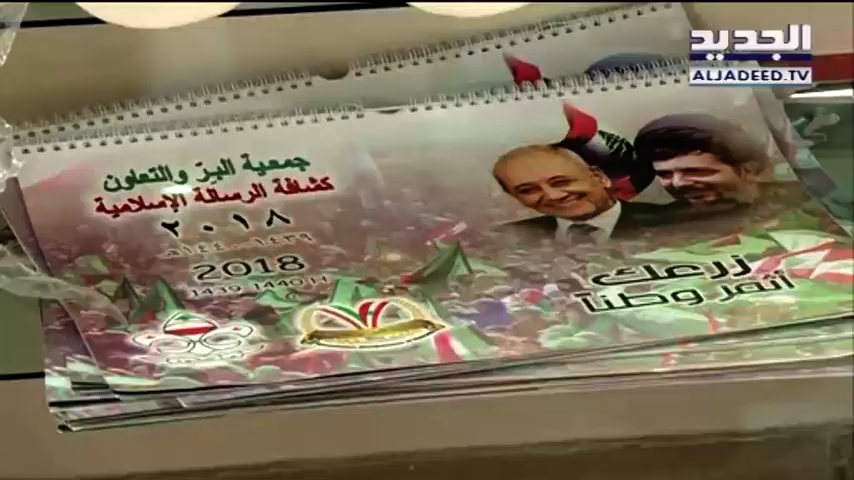 الجديد
ALJADEED.TV
جمعية البرّ والتعاون
كشافة الرسالة الإسلامية
٢٠١٨
١٤٣٩-١٤٤٠هـ
2018
1439-1440 H
زرعك
أثمر وطناً